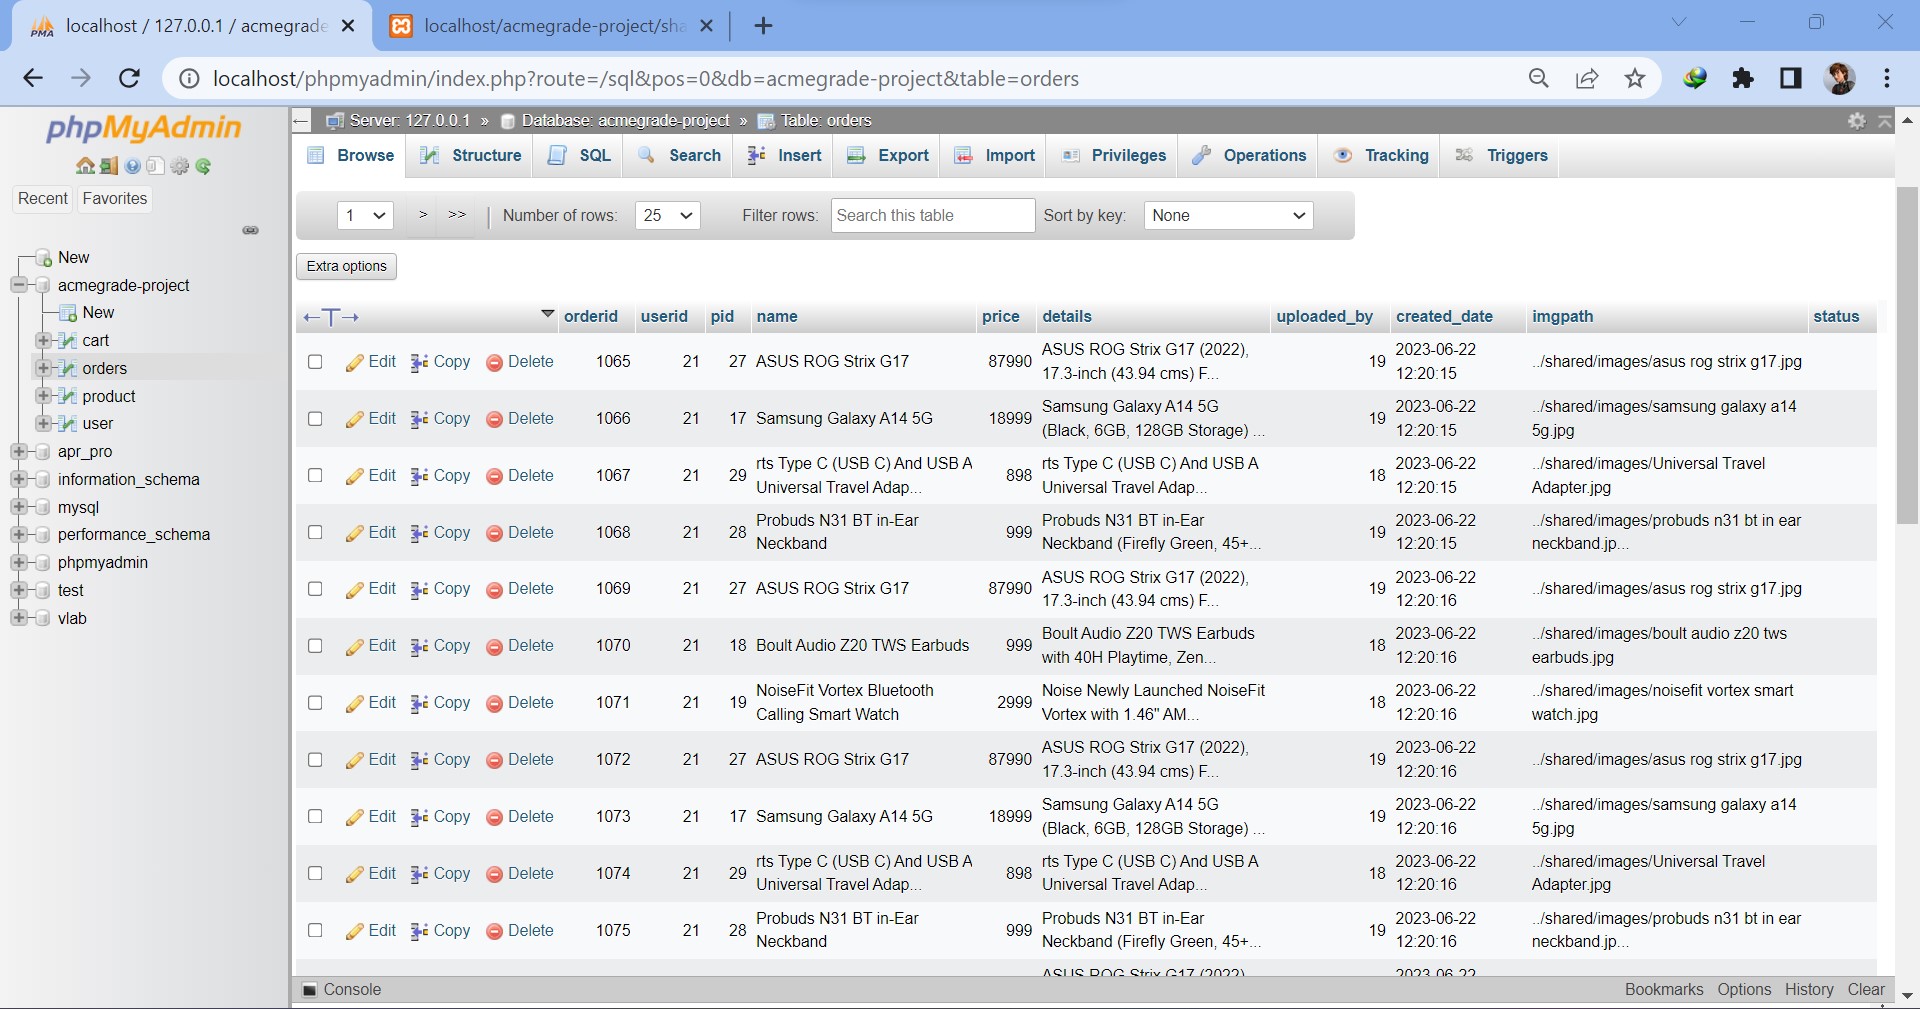 localhost / 127.0.0.1 / acmegrade
localhost/acmegrade-project/sha
localhost/phpmyadmin/index.php?route=/sql&pos=0&db=acmegrade-project&table=orders
phpMyAdmin
Recent Favorites
New
acmegrade-project
New
cart
orders
product
user
apr_pro
information_schema
mysql
performance_schema
phpmyadmin
test
vlab
Server: 127.0.0.1 » Database: acmegrade-project » Table: orders
Browse Structure SQL Search Insert Export Import Privileges Operations Tracking Triggers
1 > >> | Number of rows: 25 Filter rows: Search this table Sort by key: None
Extra options
←T→ orderid userid pid name price details uploaded_by created_date imgpath status
Edit Copy Delete 1065 21 27 ASUS ROG Strix G17 87990 ASUS ROG Strix G17 (2022), 19 2023-06-22 ../shared/images/asus rog strix g17.jpg
17.3-inch (43.94 cms) F... 12:20:15
Edit Copy Delete 1066 21 17 Samsung Galaxy A14 5G 18999 Samsung Galaxy A14 5G 19 2023-06-22 ../shared/images/samsung galaxy a14
(Black, 6GB, 128GB Storage) ... 12:20:15 5g.jpg
Edit Copy Delete 1067 21 29 rts Type C (USB C) And USB A 898 rts Type C (USB C) And USB A 18 2023-06-22 ../shared/images/Universal Travel
Universal Travel Adap... Universal Travel Adap... 12:20:15 Adapter.jpg
Edit Copy Delete 1068 21 28 Probuds N31 BT in-Ear 999 Probuds N31 BT in-Ear 19 2023-06-22 ../shared/images/probuds n31 bt in ear
Neckband Neckband (Firefly Green, 45+... 12:20:15 neckband.jp...
Edit Copy Delete 1069 21 27 ASUS ROG Strix G17 87990 ASUS ROG Strix G17 (2022), 19 2023-06-22 ../shared/images/asus rog strix g17.jpg
17.3-inch (43.94 cms) F... 12:20:16
Edit Copy Delete 1070 21 18 Boult Audio Z20 TWS Earbuds 999 Boult Audio Z20 TWS Earbuds 18 2023-06-22 ../shared/images/boult audio z20 tws
with 40H Playtime, Zen... 12:20:16 earbuds.jpg
Edit Copy Delete 1071 21 19 NoiseFit Vortex Bluetooth 2999 Noise Newly Launched NoiseFit 18 2023-06-22 ../shared/images/noisefit vortex smart
Calling Smart Watch Vortex with 1.46" AM... 12:20:16 watch.jpg
Edit Copy Delete 1072 21 27 ASUS ROG Strix G17 87990 ASUS ROG Strix G17 (2022), 19 2023-06-22 ../shared/images/asus rog strix g17.jpg
17.3-inch (43.94 cms) F... 12:20:16
Edit Copy Delete 1073 21 17 Samsung Galaxy A14 5G 18999 Samsung Galaxy A14 5G 19 2023-06-22 ../shared/images/samsung galaxy a14
(Black, 6GB, 128GB Storage) ... 12:20:16 5g.jpg
Edit Copy Delete 1074 21 29 rts Type C (USB C) And USB A 898 rts Type C (USB C) And USB A 18 2023-06-22 ../shared/images/Universal Travel
Universal Travel Adap... Universal Travel Adap... 12:20:16 Adapter.jpg
Edit Copy Delete 1075 21 28 Probuds N31 BT in-Ear 999 Probuds N31 BT in-Ear 19 2023-06-22 ../shared/images/probuds n31 bt in ear
Neckband Neckband (Firefly Green, 45+... 12:20:16 neckband.jp...
ASUS ROG Strix G17 (2022), 2023-06-22
Console Bookmarks Options History Clear